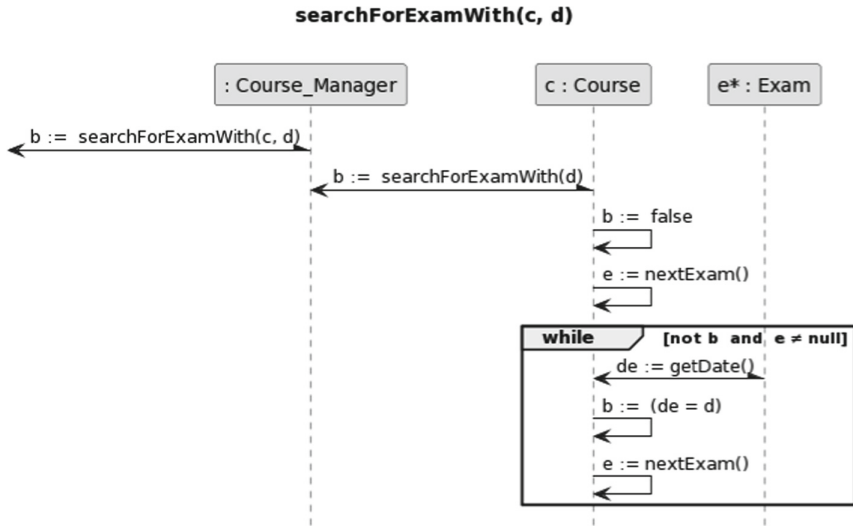 searchForExamWith(c, d)
: Course_Manager
c : Course
e* : Exam
b := searchForExamWith(c, d)
b := searchForExamWith(d)
b := false
e := nextExam()
while [not b and e ≠ null]
de := getDate()
b := (de = d)
e := nextExam()